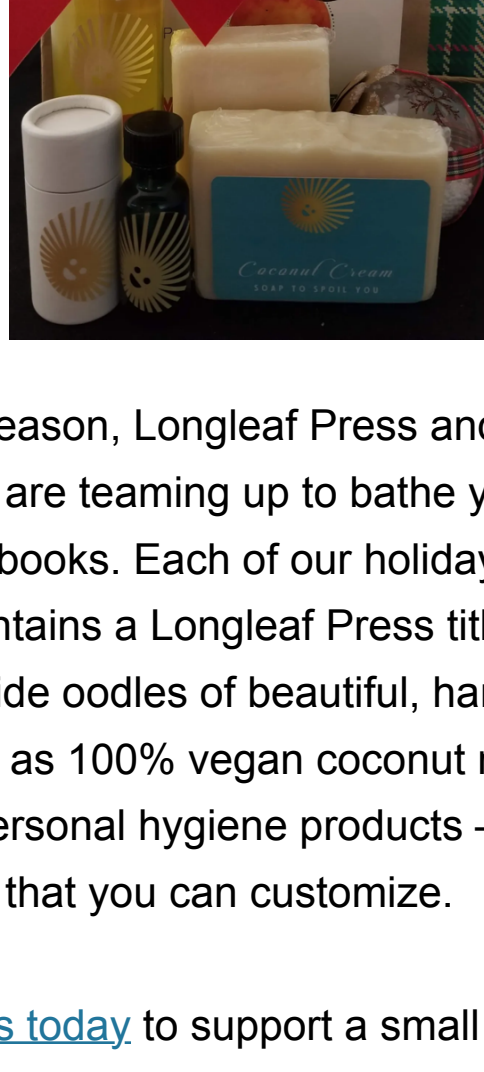 Coconut Cream
SOAP TO SPOIL YOU
eason, Longleaf Press and
are teaming up to bathe y
books. Each of our holiday
ntains a Longleaf Press titl
ide oodles of beautiful, har
as 100% vegan coconut
ersonal hygiene products -
that you can customize.
s today to support a small